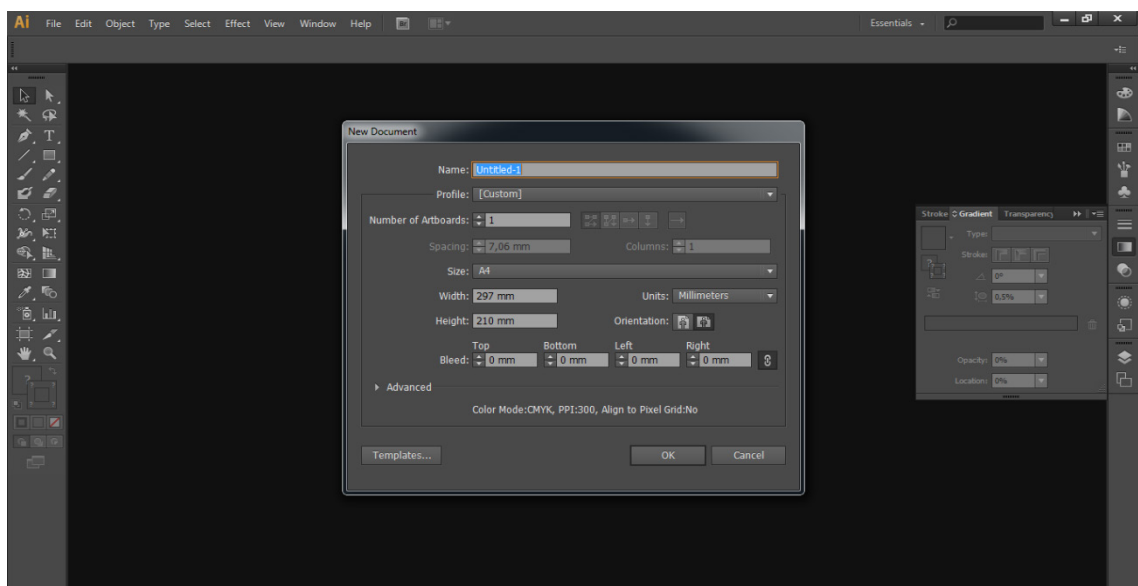 Ai File Edit Object Type Select Effect View Window Help Br Essentials
New Document
Name: Untitled-1
Profile: [Custom]
Number of Artboards: 1
Spacing: 7,06 mm Columns: 1
Size: A4
Width: 297 mm Units: Millimeters
Height: 210 mm Orientation:
Top Bottom Left Right
Bleed: 0 mm 0 mm 0 mm 0 mm
Advanced
Color Mode:CMYK, PPI:300, Align to Pixel Grid:No
Templates... OK Cancel
Stroke Gradient Transparency
Type:
Stroke:
0°
0,5%
Opacity: 0%
Location: 0%